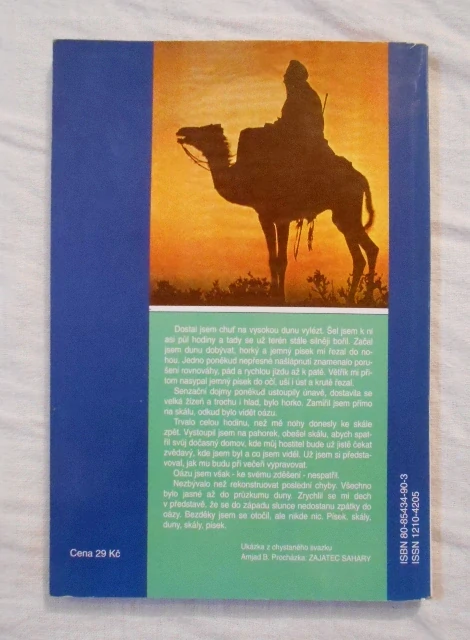 Dostal jsem chuť na vysokou dunu vylézt. Šel jsem k ní
asi půl hodiny a tady se už terén stále silněji bořil. Začal
jsem dunu dobývat, horký a jemný písek mi řezal do no-
hou. Jedno poněkud nepřesné našlápnutí znamenalo poru-
šení rovnováhy, pád a rychlou jízdu až k patě. Větřík mi při-
tom nasypal jemný písek do očí, uší i úst a krutě řezal.
Senzační dojmy poněkud ustoupily únavě, dostavila se
velká žízeň a trochu i hlad, bylo horko. Zamířil jsem přímo
na skálu, odkud bylo vidět oázu.
Trvalo celou hodinu, než mě nohy donesly ke skále
zpět. Vystoupil jsem na pahorek, obešel skálu, abych spat-
řil svůj dočasný domov, kde můj hostitel bude už jistě čekat
zvědavý, kde jsem byl a co jsem viděl. Už jsem si předsta-
voval, jak mu budu při večeři vypravovat.
Oázu jsem však - ke svému zděšení - nespatřil.
Nezbývalo než rekonstruovat poslední chyby. Všechno
bylo jasné až do průzkumu duny. Zrychlil se mi dech
v představě, že se do západu slunce nedostanu zpátky do
oázy. Bezděky jsem se otočil, ale nikde nic. Písek, skály,
duny, skály, písek.
Ukázka z chystaného svazku
Amjad B. Procházka: ZAJATEC SAHARY
Cena 29 Kč
ISBN 80-85434-90-3
ISSN 1210-4205